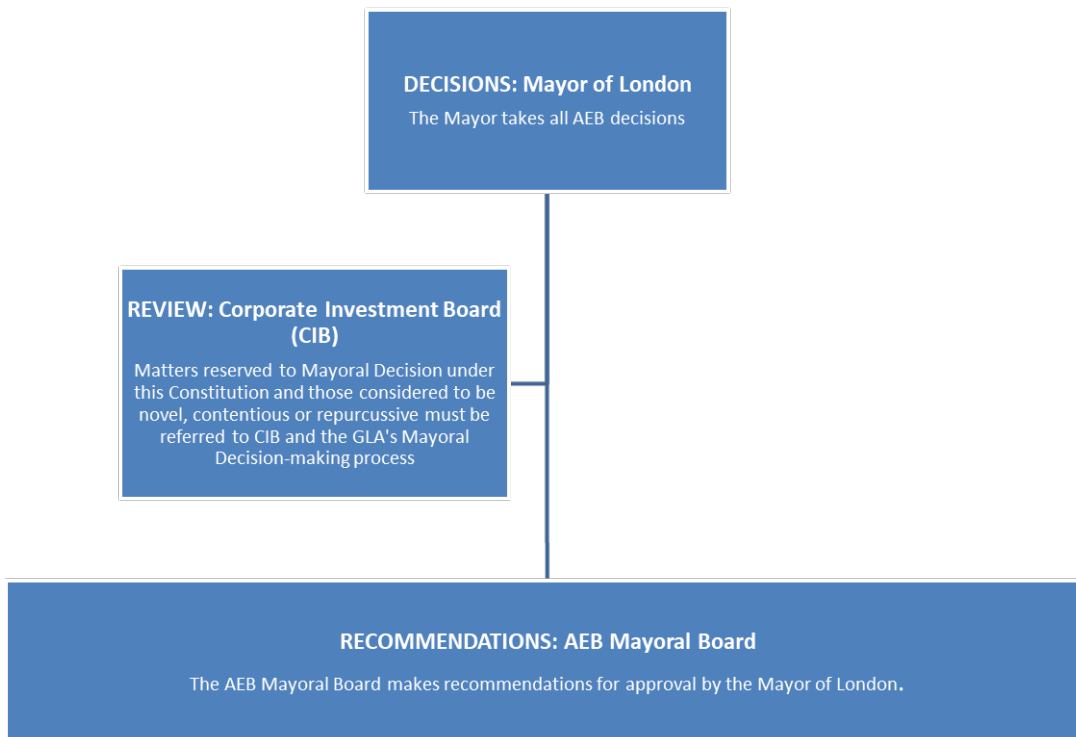 DECISIONS: Mayor of London
The Mayor takes all AEB decisions
REVIEW: Corporate Investment Board
(CIB)
Matters reserved to Mayoral Decision under
this Constitution and those considered to be
novel, contentious or repurcussive must be
referred to CIB and the GLA's Mayoral
Decision-making process
RECOMMENDATIONS: AEB Mayoral Board
The AEB Mayoral Board makes recommendations for approval by the Mayor of London.